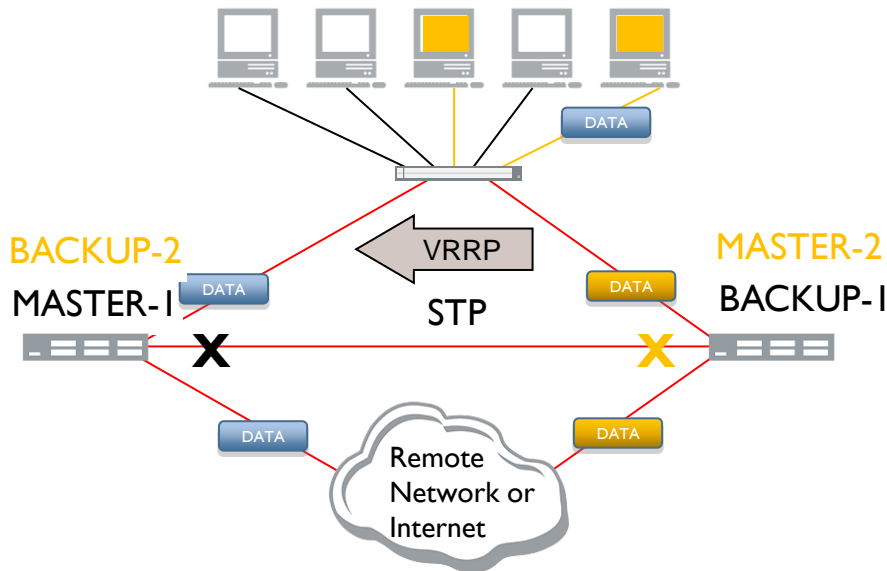 DATA
BACKUP-2
MASTER-1
VRRP
MASTER-2
BACKUP-1
DATA
DATA
STP
X
X
DATA
DATA
Remote
Network or
Internet